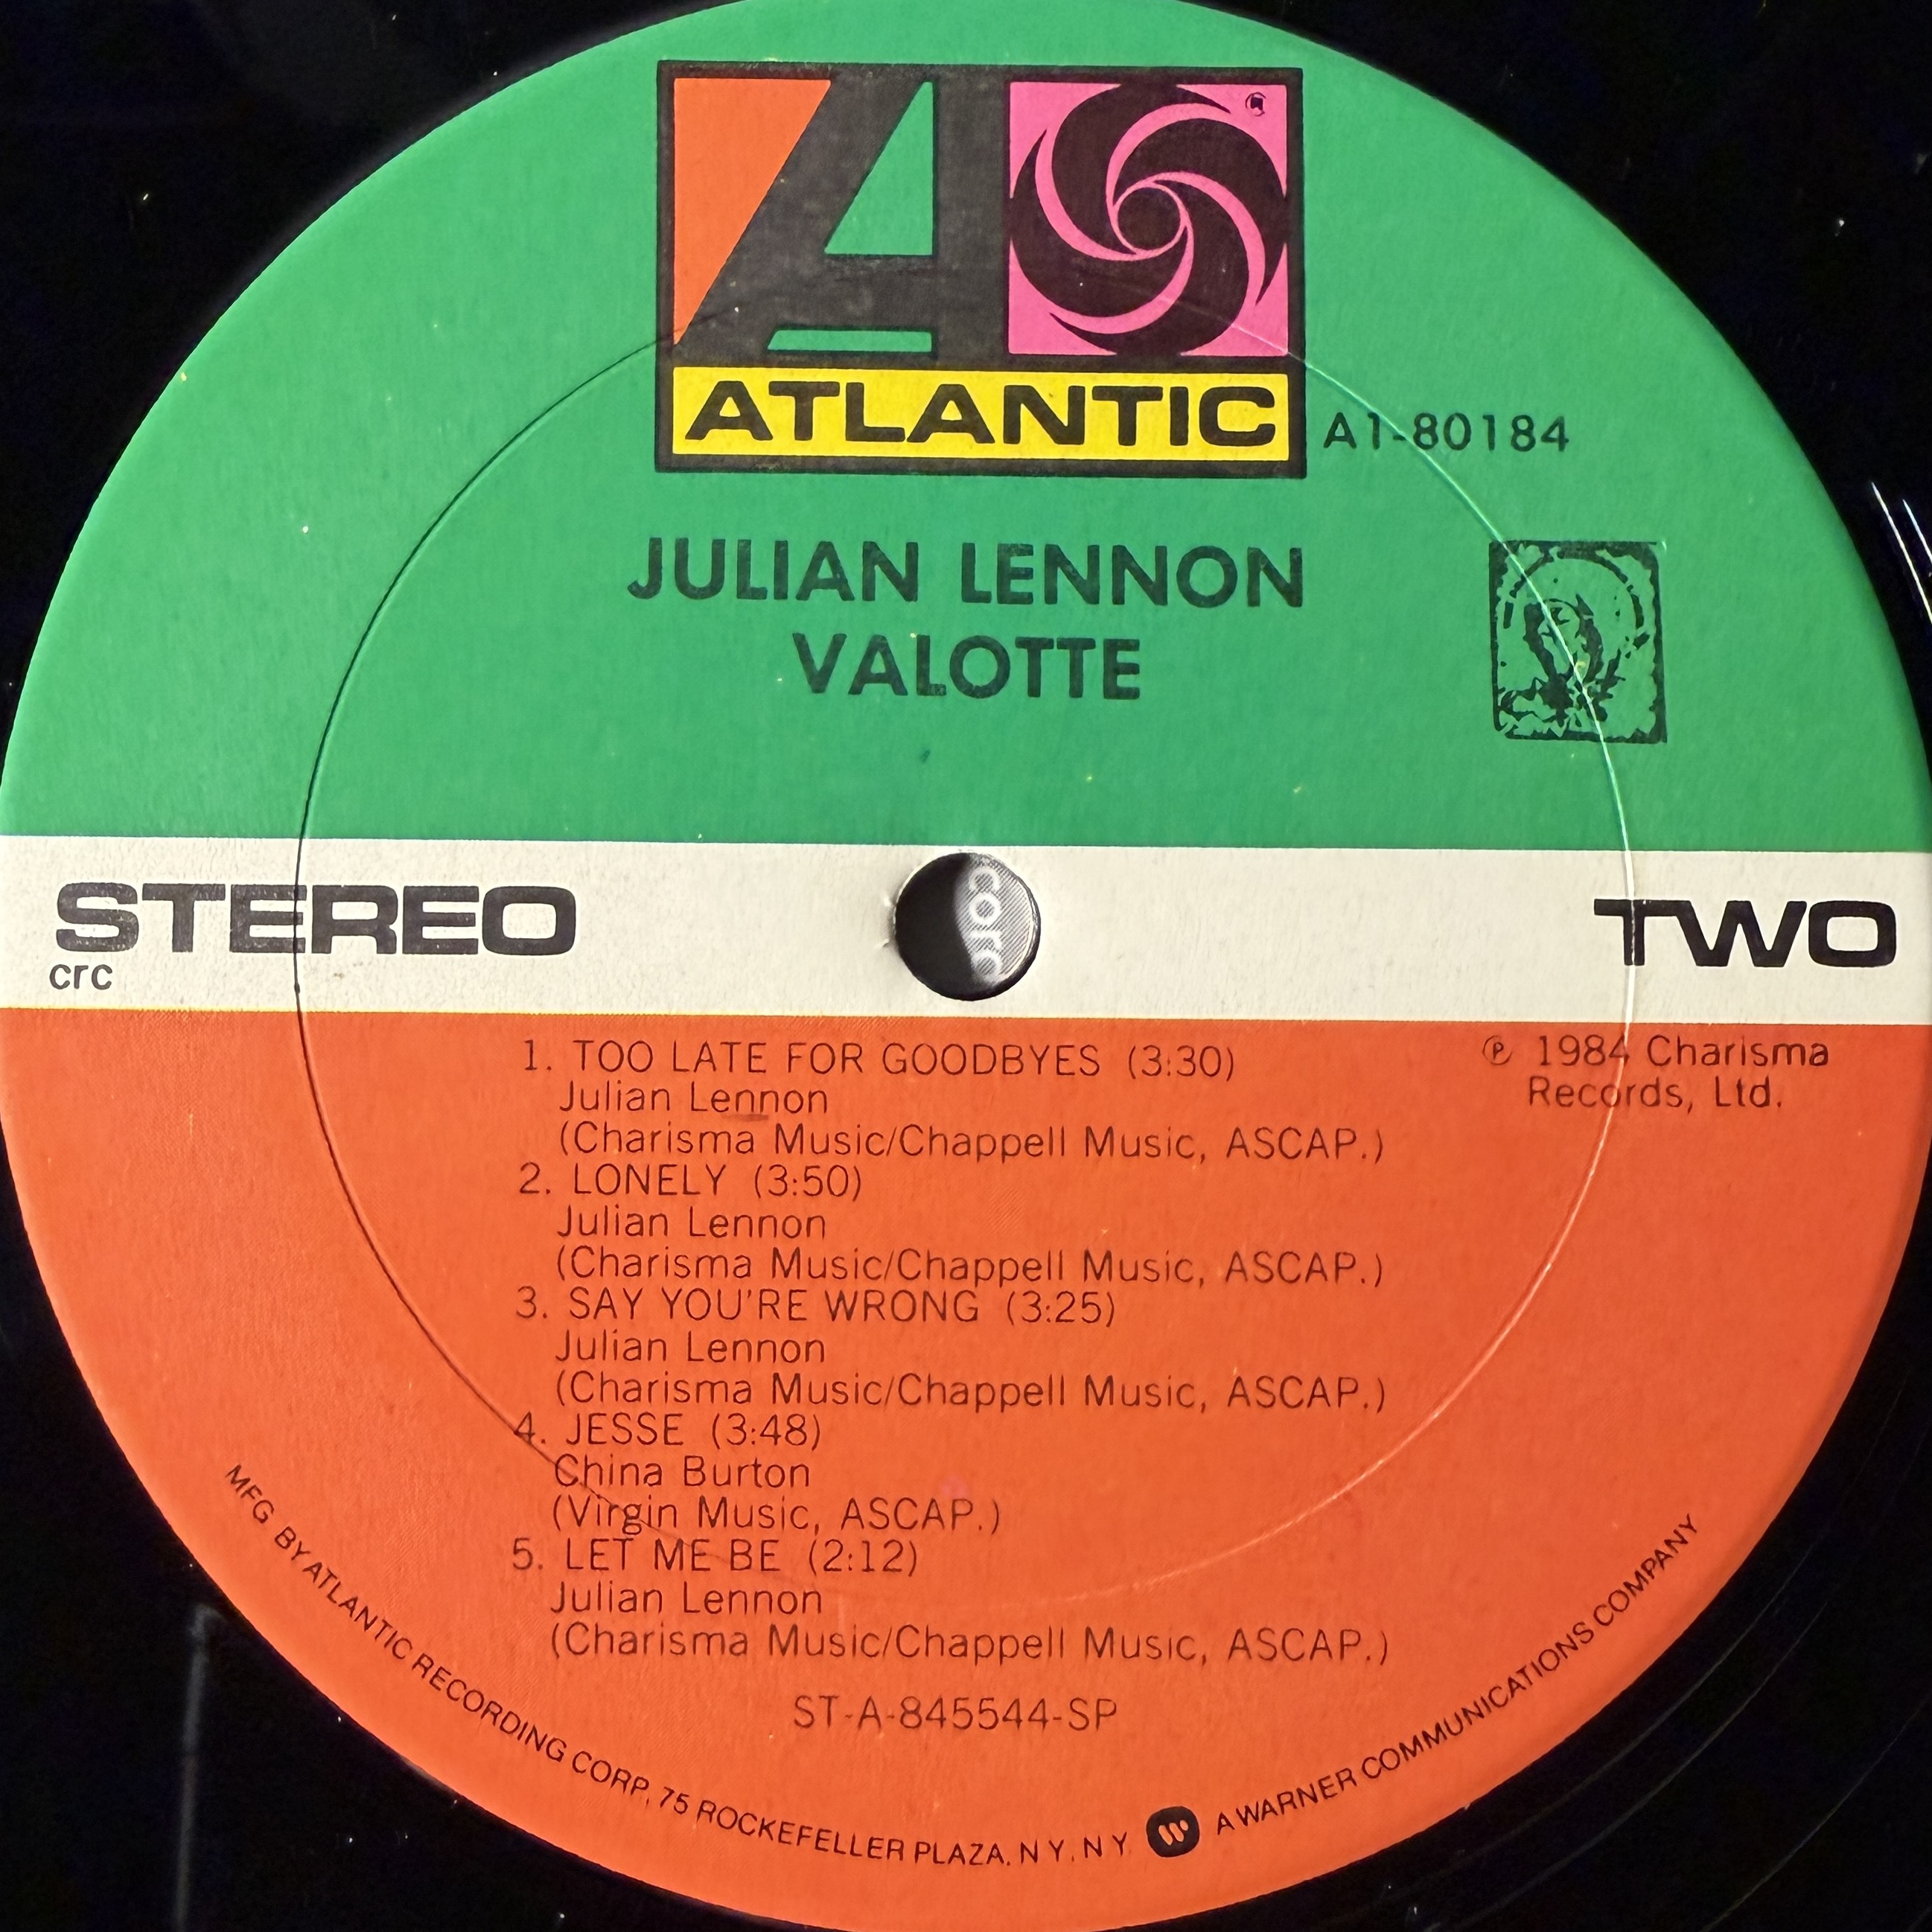 ATLANTIC
A1-80184
JULIAN LENNON
VALOTTE
STEREO
TWO
crc
1. TOO LATE FOR GOODBYES (3:30)
Julian Lennon
(Charisma Music/Chappell Music, ASCAP.)
2. LONELY (3:50)
Julian Lennon
(Charisma Music/Chappell Music, ASCAP.)
3. SAY YOU'RE WRONG (3:25)
Julian Lennon
(Charisma Music/Chappell Music, ASCAP.)
4. JESSE (3:48)
China Burton
(Virgin Music, ASCAP.)
5. LET ME BE (2:12)
Julian Lennon
(Charisma Music/Chappell Music, ASCAP.)
℗ 1984 Charisma
Records, Ltd.
ST-A-845544-SP
MFG. BY ATLANTIC RECORDING CORP., 75 ROCKEFELLER PLAZA, N.Y., N.Y. A WARNER COMMUNICATIONS COMPANY